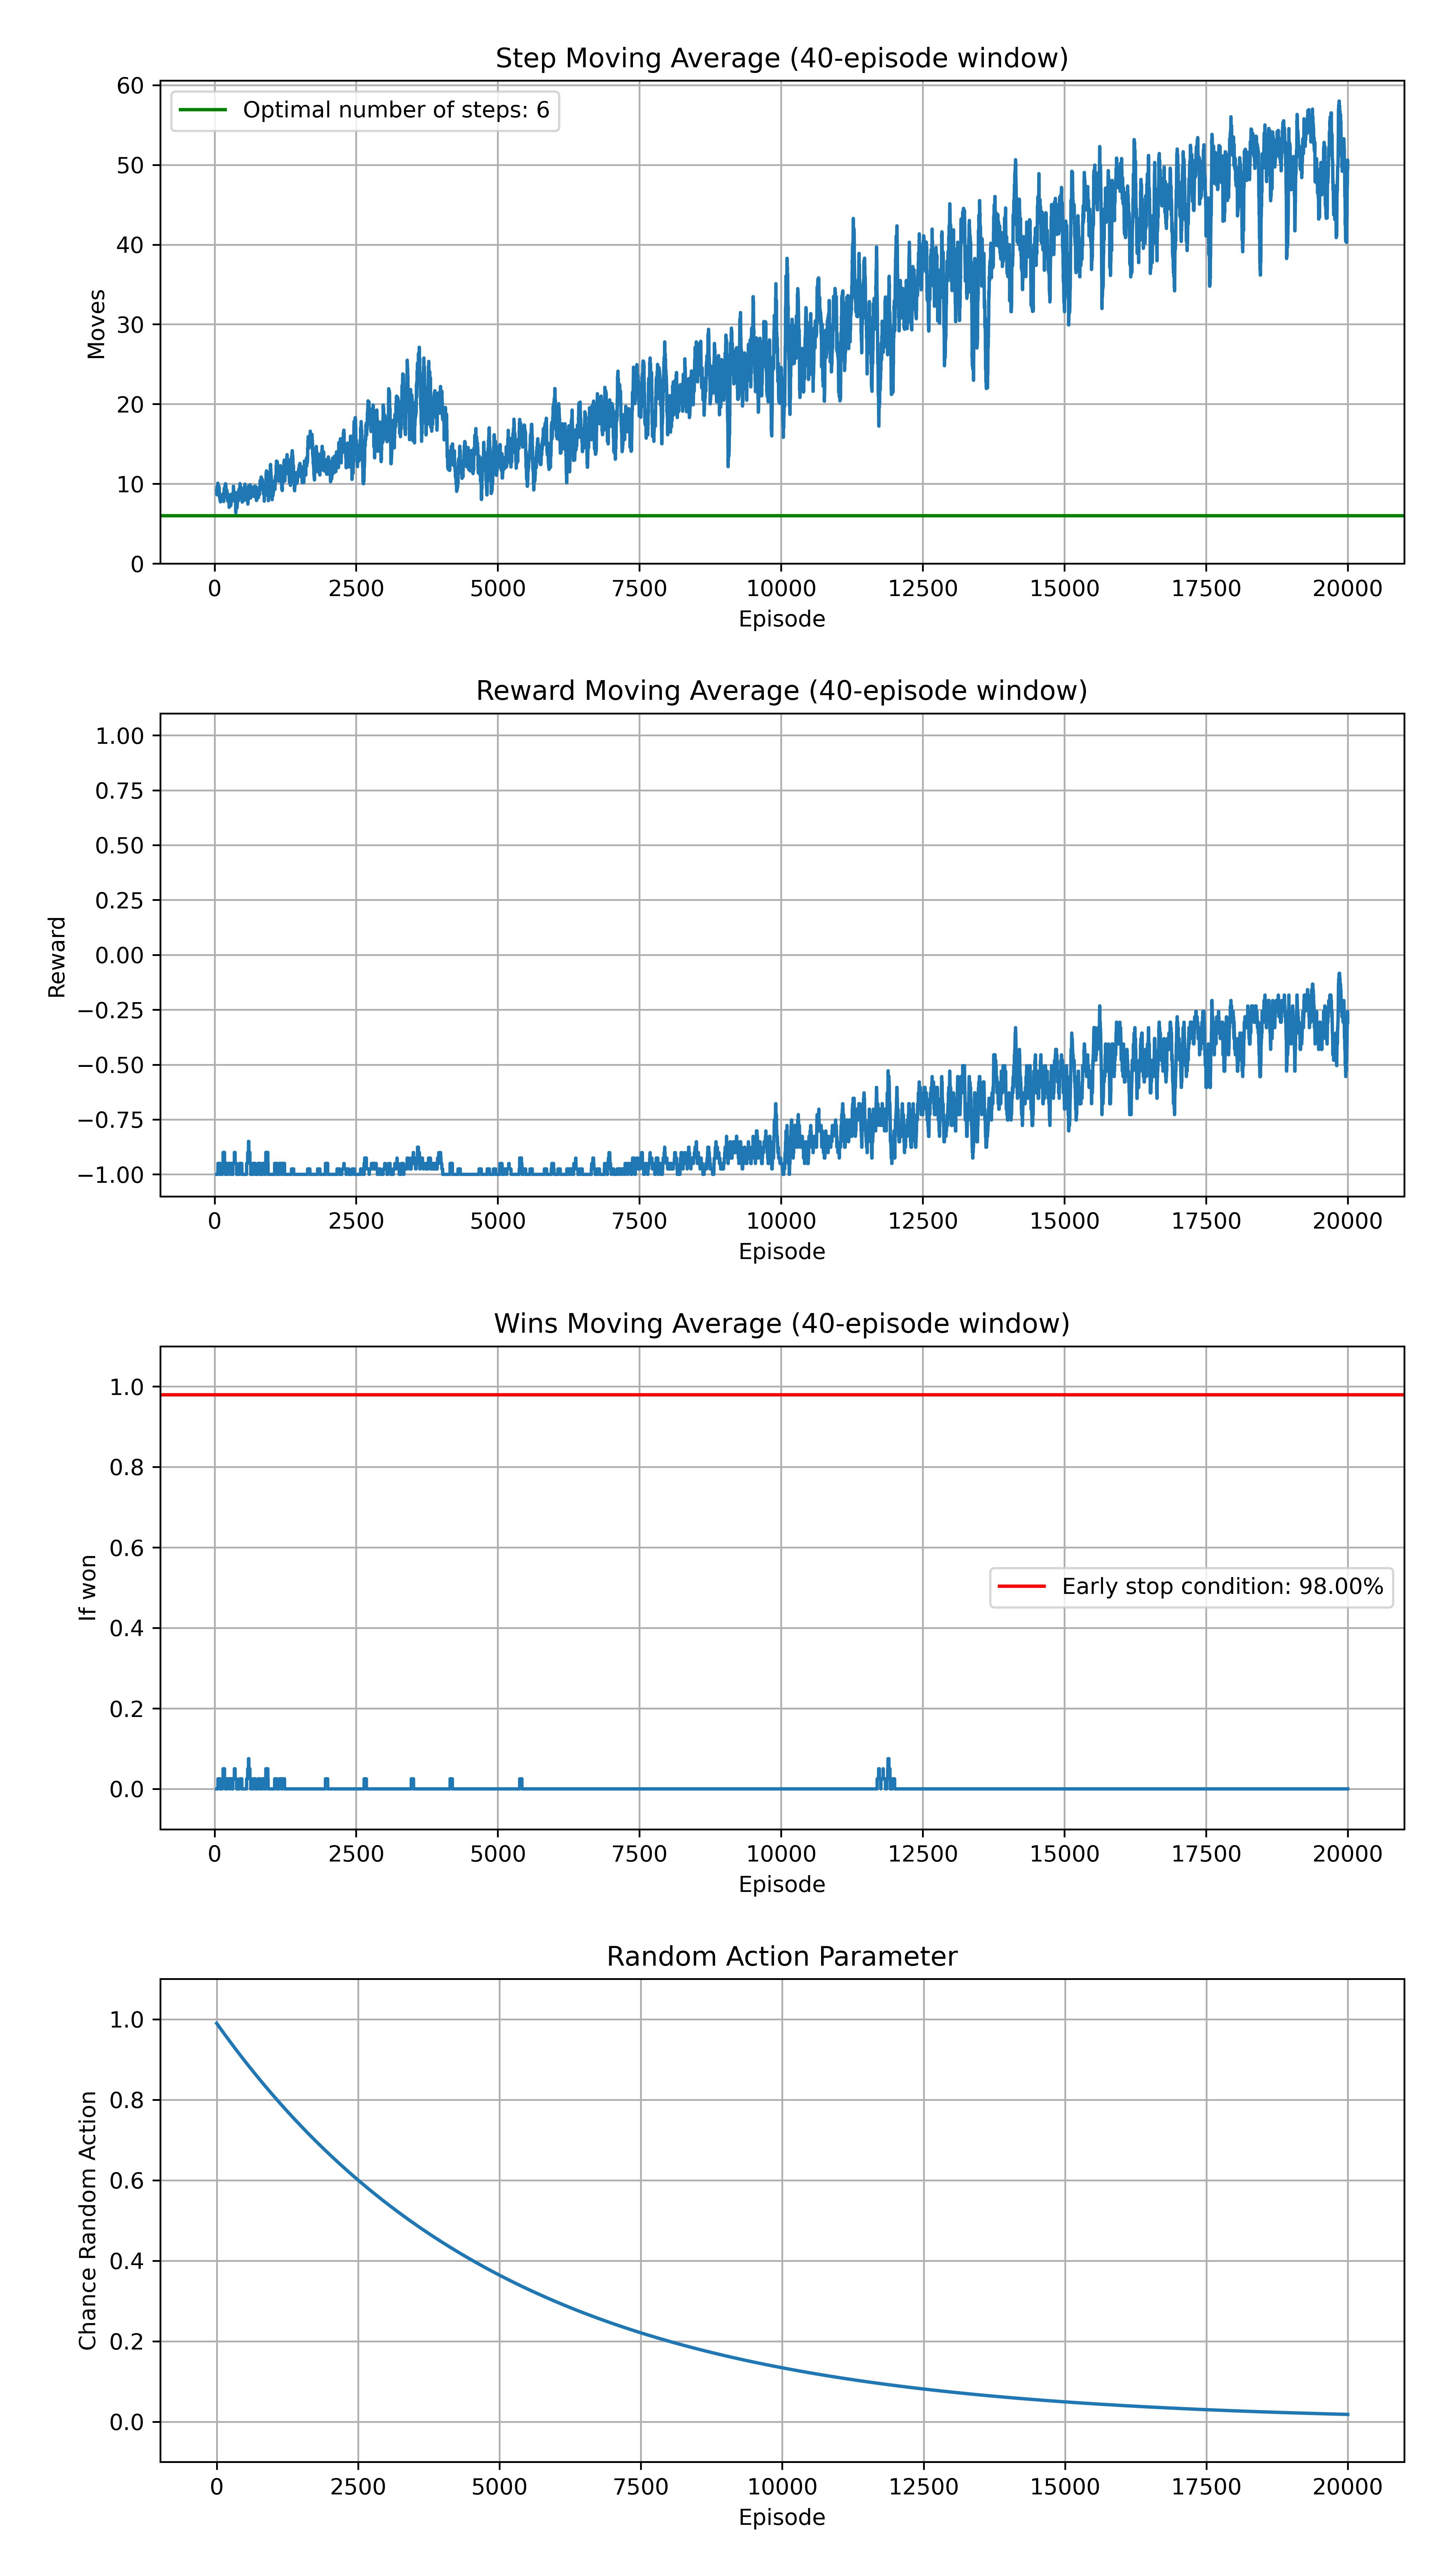 Step Moving Average (40-episode window)
60
50
40
30
20
10
0
Moves
Optimal number of steps: 6
0 2500 5000 7500 10000 12500 15000 17500 20000
Episode
Reward Moving Average (40-episode window)
1.00
0.75
0.50
0.25
0.00
−0.25
−0.50
−0.75
−1.00
Reward
0 2500 5000 7500 10000 12500 15000 17500 20000
Episode
Wins Moving Average (40-episode window)
1.0
0.8
0.6
0.4
0.2
0.0
If won
Early stop condition: 98.00%
0 2500 5000 7500 10000 12500 15000 17500 20000
Episode
Random Action Parameter
1.0
0.8
0.6
0.4
0.2
0.0
Chance Random Action
0 2500 5000 7500 10000 12500 15000 17500 20000
Episode